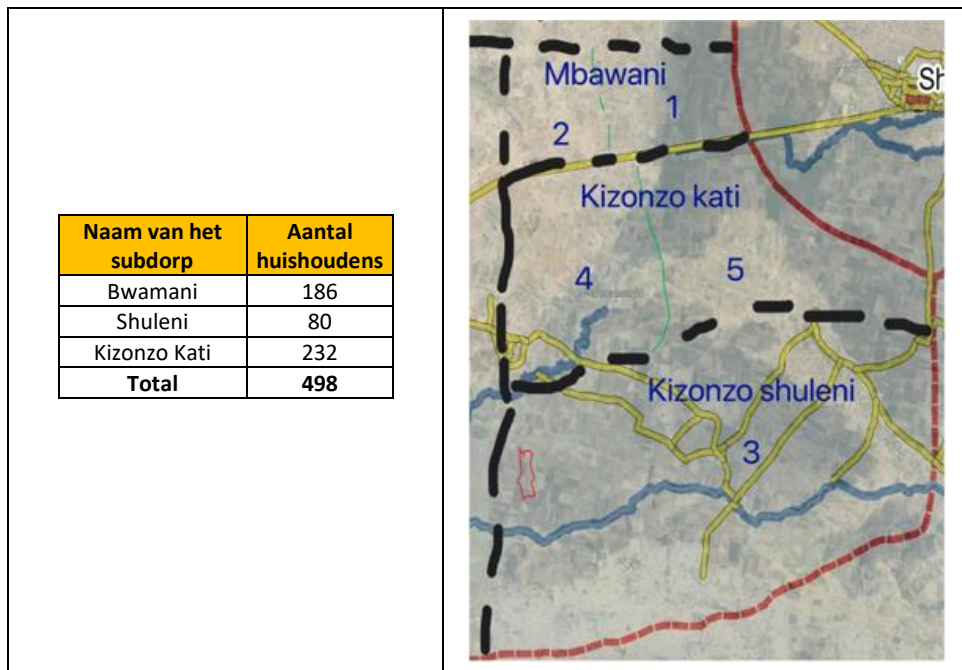 Naam van het subdorp Aantal huishoudens
Bwamani 186
Shuleni 80
Kizonzo Kati 232
Total 498
Sh
Mbawani
1
2
Kizonzo kati
4
5
Kizonzo shuleni
3